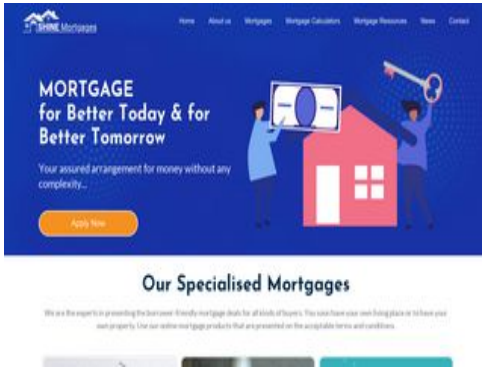 SHINE Mortgages
Home About us Mortgages Mortgage Calculators Mortgage Resources News Contact
MORTGAGE
for Better Today & for
Better Tomorrow
Your assured arrangement for money without any
complexity...
Apply Now
Our Specialised Mortgages
We are the experts in presenting the borrower-friendly mortgage deals for all kinds of buyers. You soon have your own living place or to have your
own property. Use our online mortgage products that are presented on the acceptable terms and conditions.